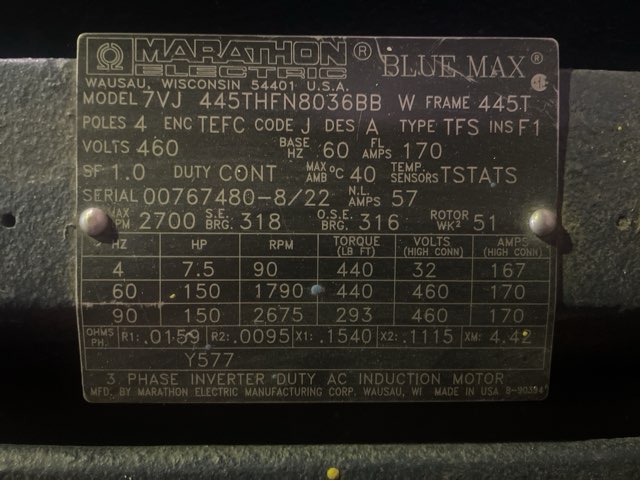 MARATHON ® BLUE MAX ®
ELECTRIC
WAUSAU, WISCONSIN 54401 U.S.A.
MODEL 7VJ 445THFN8036BB W FRAME 445T
POLES 4 ENC TEFC CODE J DES A TYPE TFS INS F1
VOLTS 460 BASE HZ 60 FL AMPS 170
SF 1.0 DUTY CONT MAX AMB °C 40 TEMP. SENSORS TSTATS
SERIAL 00767480-8/22 N.L. AMPS 57
MAX RPM 2700 S.E. BRG. 318 O.S.E. BRG. 316 ROTOR WK² 51
HZ HP RPM TORQUE (LB FT) VOLTS (HIGH CONN) AMPS (HIGH CONN)
4 7.5 90 440 32 167
60 150 1790 440 460 170
90 150 2675 293 460 170
OHMS PH. R1: .0159 R2: .0095 X1: .1540 X2: .1115 XM: 4.42
Y577
3 PHASE INVERTER DUTY AC INDUCTION MOTOR
MFD. BY MARATHON ELECTRIC MANUFACTURING CORP. WAUSAU, WI MADE IN U.S.A.